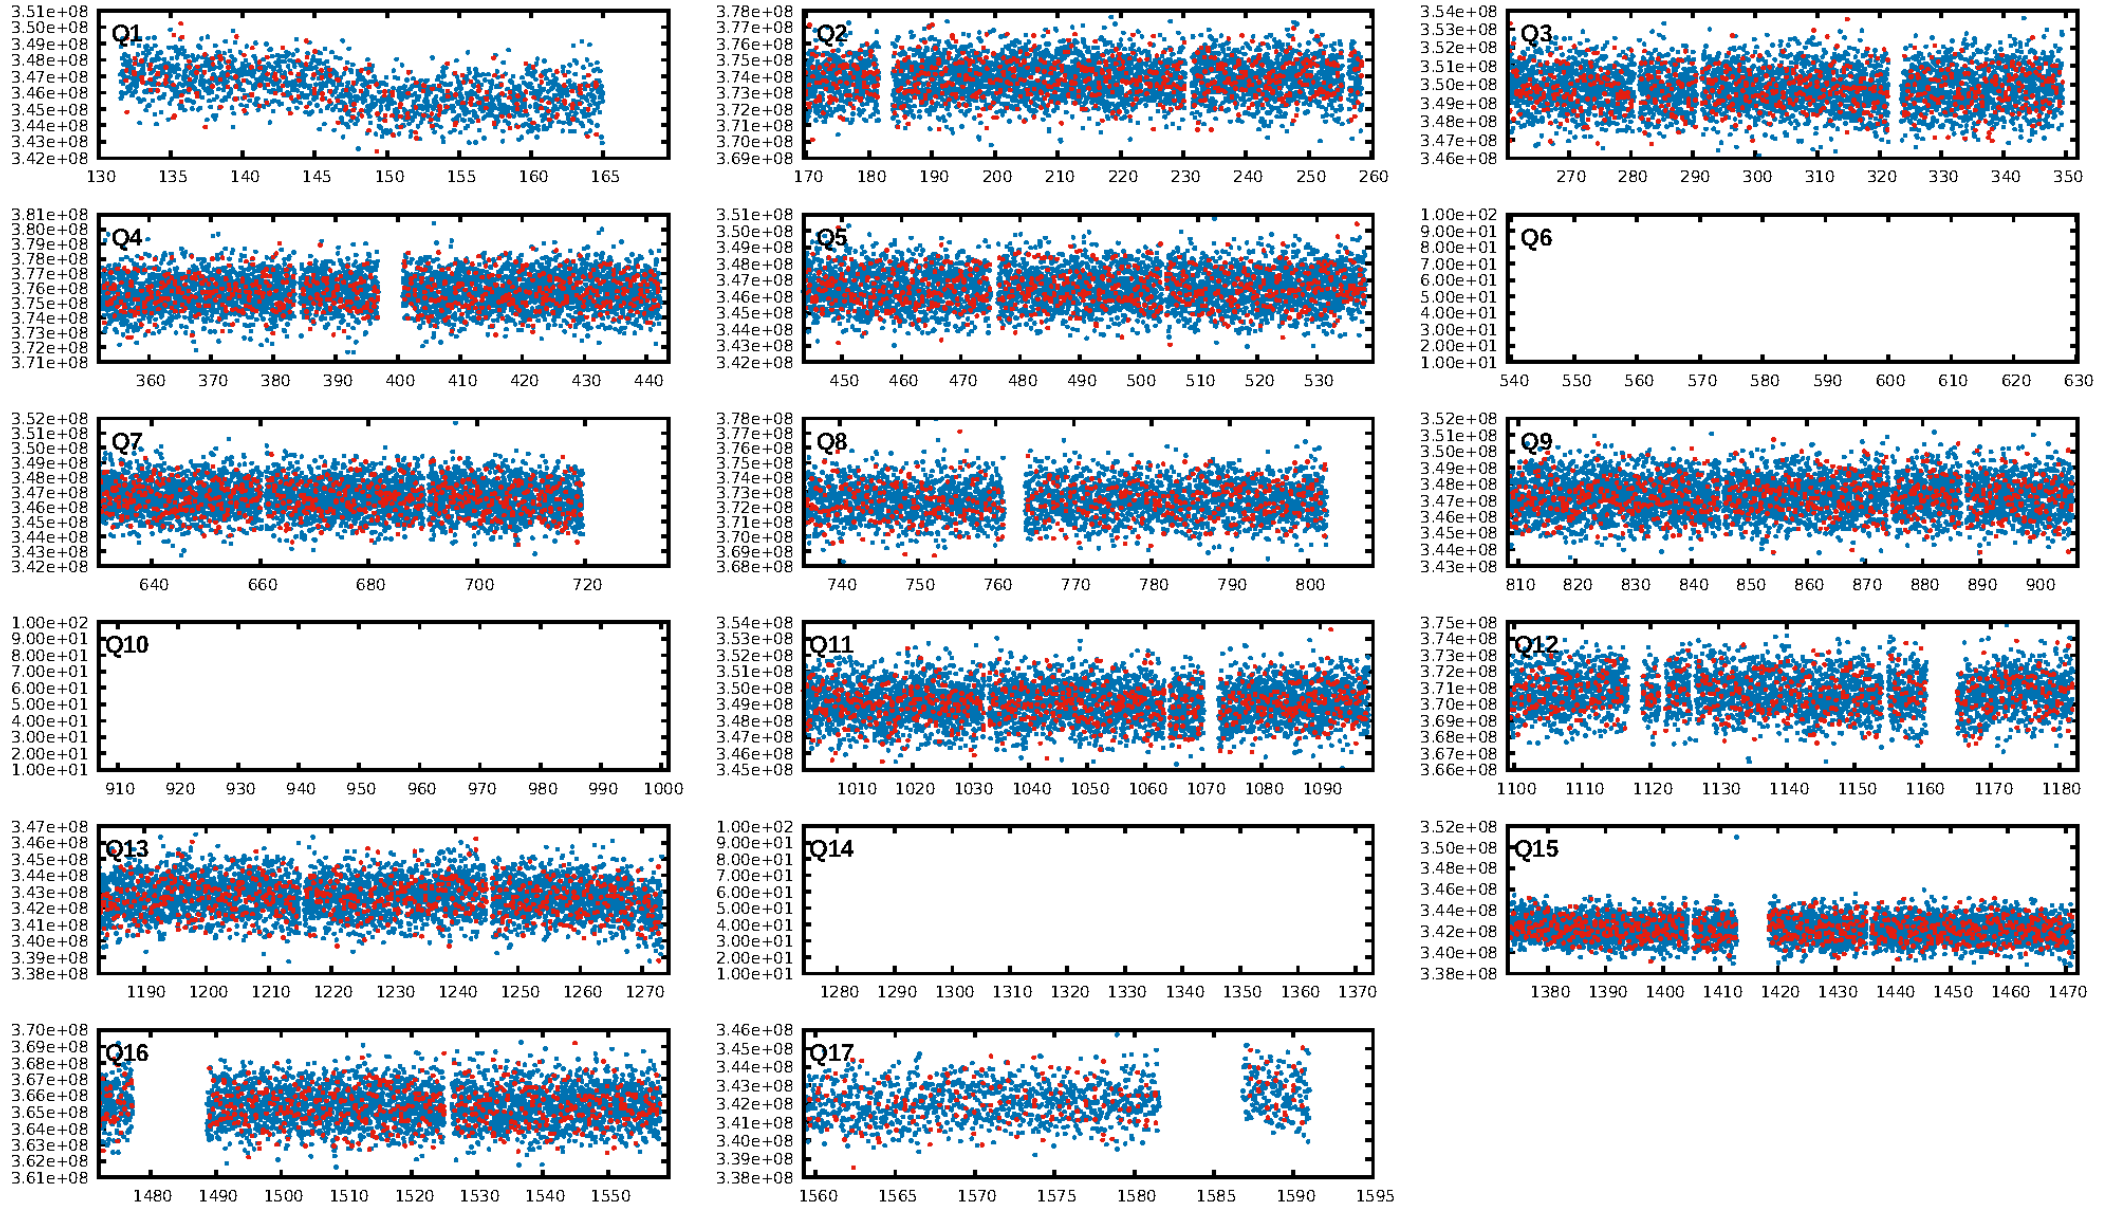 Q1
3.51e+08
3.50e+08
3.49e+08
3.48e+08
3.47e+08
3.46e+08
3.45e+08
3.44e+08
3.43e+08
3.42e+08
130 135 140 145 150 155 160 165
Q2
3.78e+08
3.77e+08
3.76e+08
3.75e+08
3.74e+08
3.73e+08
3.72e+08
3.71e+08
3.70e+08
3.69e+08
170 180 190 200 210 220 230 240 250 260
Q3
3.54e+08
3.53e+08
3.52e+08
3.51e+08
3.50e+08
3.49e+08
3.48e+08
3.47e+08
3.46e+08
270 280 290 300 310 320 330 340 350
Q4
3.81e+08
3.80e+08
3.79e+08
3.78e+08
3.77e+08
3.76e+08
3.75e+08
3.74e+08
3.73e+08
3.72e+08
3.71e+08
360 370 380 390 400 410 420 430 440
Q5
3.51e+08
3.50e+08
3.49e+08
3.48e+08
3.47e+08
3.46e+08
3.45e+08
3.44e+08
3.43e+08
3.42e+08
450 460 470 480 490 500 510 520 530
Q6
1.00e+02
9.00e+01
8.00e+01
7.00e+01
6.00e+01
5.00e+01
4.00e+01
3.00e+01
2.00e+01
1.00e+01
540 550 560 570 580 590 600 610 620 630
Q7
3.52e+08
3.51e+08
3.50e+08
3.49e+08
3.48e+08
3.47e+08
3.46e+08
3.45e+08
3.44e+08
3.43e+08
3.42e+08
640 660 680 700 720
Q8
3.78e+08
3.77e+08
3.76e+08
3.75e+08
3.74e+08
3.73e+08
3.72e+08
3.71e+08
3.70e+08
3.69e+08
3.68e+08
740 750 760 770 780 790 800
Q9
3.52e+08
3.51e+08
3.50e+08
3.49e+08
3.48e+08
3.47e+08
3.46e+08
3.45e+08
3.44e+08
3.43e+08
810 820 830 840 850 860 870 880 890 900
Q10
1.00e+02
9.00e+01
8.00e+01
7.00e+01
6.00e+01
5.00e+01
4.00e+01
3.00e+01
2.00e+01
1.00e+01
910 920 930 940 950 960 970 980 990 1000
Q11
3.54e+08
3.53e+08
3.52e+08
3.51e+08
3.50e+08
3.49e+08
3.48e+08
3.47e+08
3.46e+08
3.45e+08
1010 1020 1030 1040 1050 1060 1070 1080 1090
Q12
3.75e+08
3.74e+08
3.73e+08
3.72e+08
3.71e+08
3.70e+08
3.69e+08
3.68e+08
3.67e+08
3.66e+08
1100 1110 1120 1130 1140 1150 1160 1170 1180
Q13
3.47e+08
3.46e+08
3.45e+08
3.44e+08
3.43e+08
3.42e+08
3.41e+08
3.40e+08
3.39e+08
3.38e+08
1190 1200 1210 1220 1230 1240 1250 1260 1270
Q14
1.00e+02
9.00e+01
8.00e+01
7.00e+01
6.00e+01
5.00e+01
4.00e+01
3.00e+01
2.00e+01
1.00e+01
1280 1290 1300 1310 1320 1330 1340 1350 1360 1370
Q15
3.52e+08
3.50e+08
3.48e+08
3.46e+08
3.44e+08
3.42e+08
3.40e+08
3.38e+08
1380 1390 1400 1410 1420 1430 1440 1450 1460 1470
Q16
3.70e+08
3.69e+08
3.68e+08
3.67e+08
3.66e+08
3.65e+08
3.64e+08
3.63e+08
3.62e+08
3.61e+08
1480 1490 1500 1510 1520 1530 1540 1550
Q17
3.46e+08
3.45e+08
3.44e+08
3.43e+08
3.42e+08
3.41e+08
3.40e+08
3.39e+08
3.38e+08
1560 1565 1570 1575 1580 1585 1590 1595